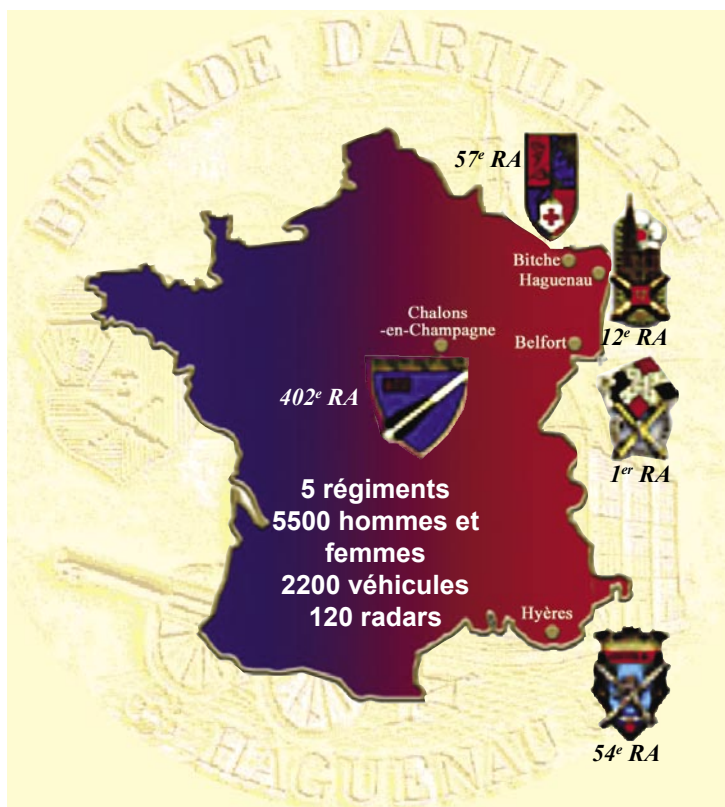 BRIGADE D'ARTILLERIE
57e RA
Bitche
Haguenau
12e RA
Chalons
-en-Champagne
Belfort
402e RA
1er RA
5 régiments
5500 hommes et
femmes
2200 véhicules
120 radars
Hyères
54e RA
HAGUENAU